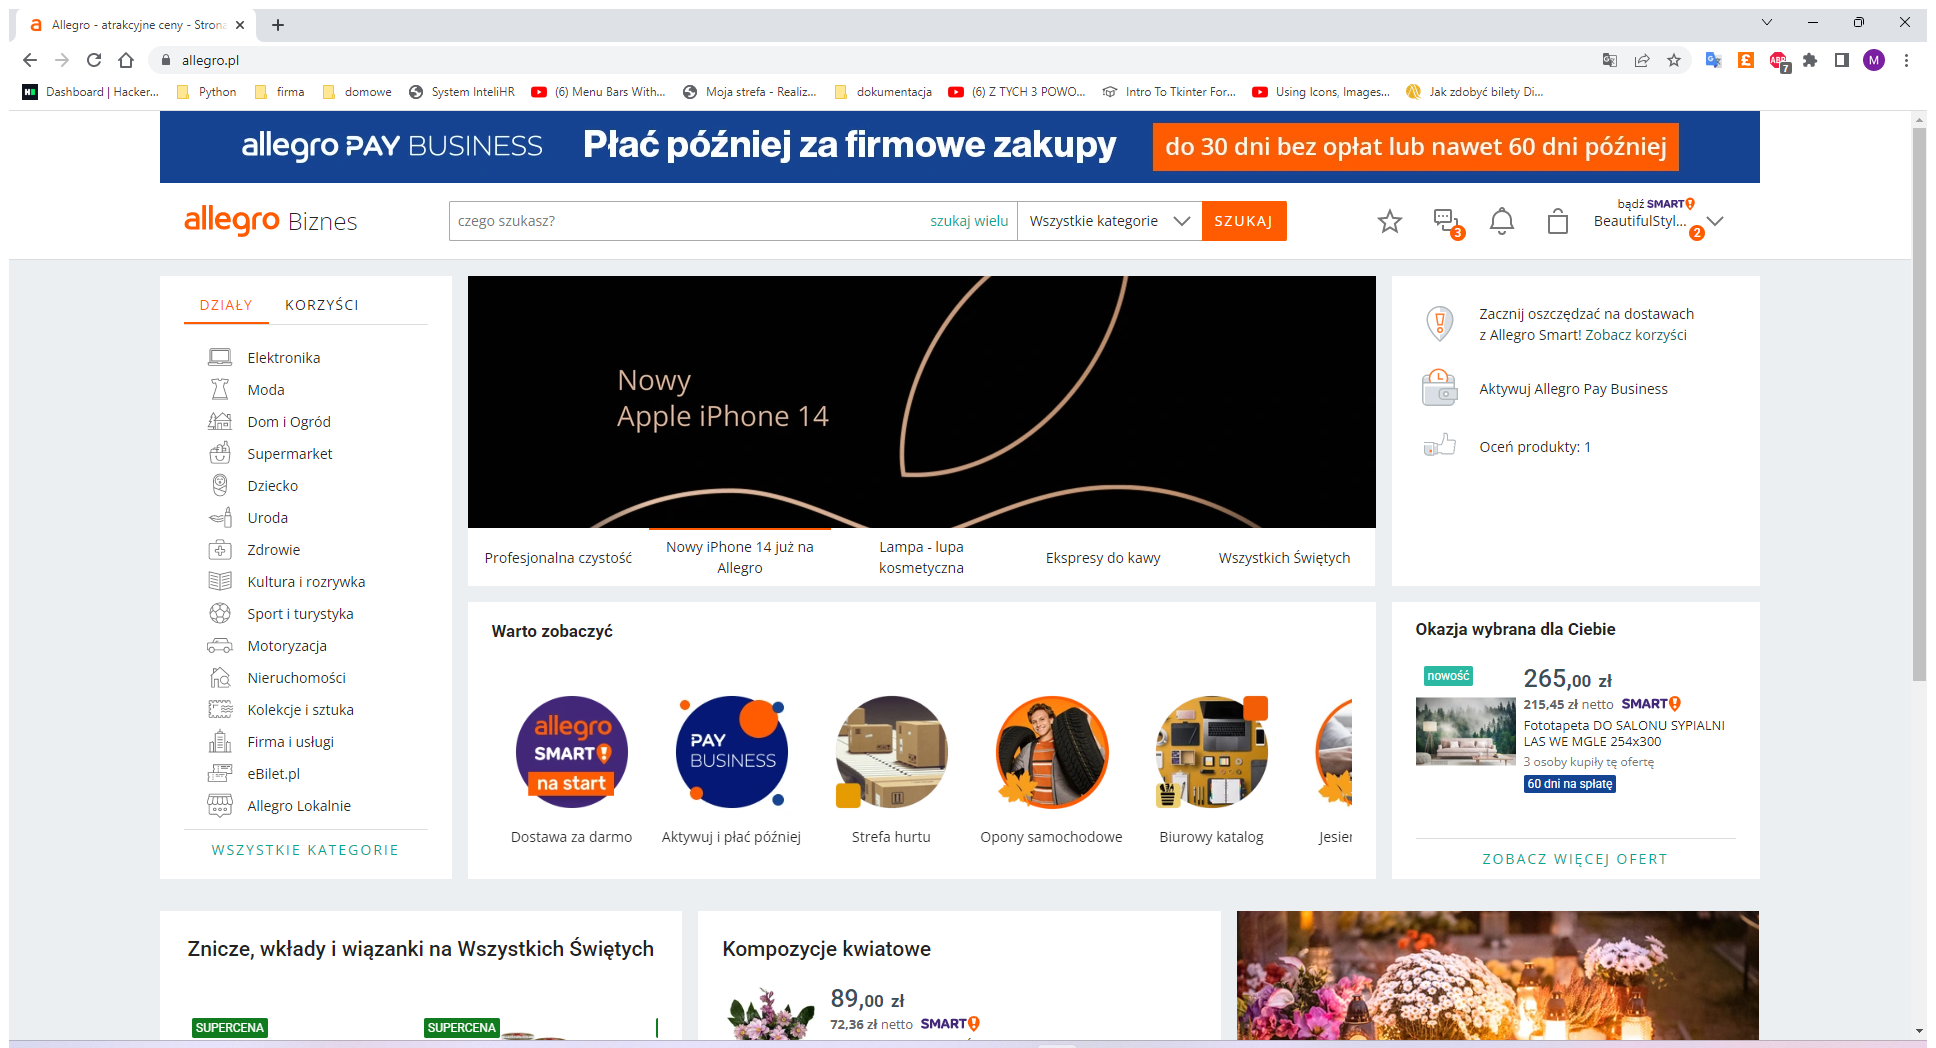 Allegro - atrakcyjne ceny - Strona
allegro.pl
7
M
Dashboard | Hacker...
Python
firma
domowe
System InteliHR
(6) Menu Bars With...
Moja strefa - Realiz...
dokumentacja
(6) Z TYCH 3 POWO...
Intro To Tkinter For...
Using Icons, Images...
Jak zdobyć bilety Di...
allegro PAY BUSINESS
Płać później za firmowe zakupy
do 30 dni bez opłat lub nawet 60 dni później
allegro Biznes
czego szukasz?
szukaj wielu
Wszystkie kategorie
SZUKAJ
3
bądź SMART!
BeautifulStyl...
2
DZIAŁY
KORZYŚCI
Elektronika
Moda
Dom i Ogród
Supermarket
Dziecko
Uroda
Zdrowie
Kultura i rozrywka
Sport i turystyka
Motoryzacja
Nieruchomości
Kolekcje i sztuka
Firma i usługi
eBilet.pl
Allegro Lokalnie
WSZYSTKIE KATEGORIE
Nowy
Apple iPhone 14
Profesjonalna czystość
Nowy iPhone 14 już na
Allegro
Lampa - lupa
kosmetyczna
Ekspresy do kawy
Wszystkich Świętych
Zacznij oszczędzać na dostawach
z Allegro Smart! Zobacz korzyści
Aktywuj Allegro Pay Business
Oceń produkty: 1
Warto zobaczyć
allegro
SMART!
na start
Dostawa za darmo
PAY
BUSINESS
Aktywuj i płać później
Strefa hurtu
Opony samochodowe
Biurowy katalog
Jesier
Okazja wybrana dla Ciebie
nowość
265,00 zł
215,45 zł netto SMART!
Fototapeta DO SALONU SYPIALNI
LAS WE MGLE 254x300
3 osoby kupiły tę ofertę
60 dni na spłatę
ZOBACZ WIĘCEJ OFERT
Znicze, wkłady i wiązanki na Wszystkich Świętych
SUPERCENA
SUPERCENA
Kompozycje kwiatowe
89,00 zł
72,36 zł netto SMART!